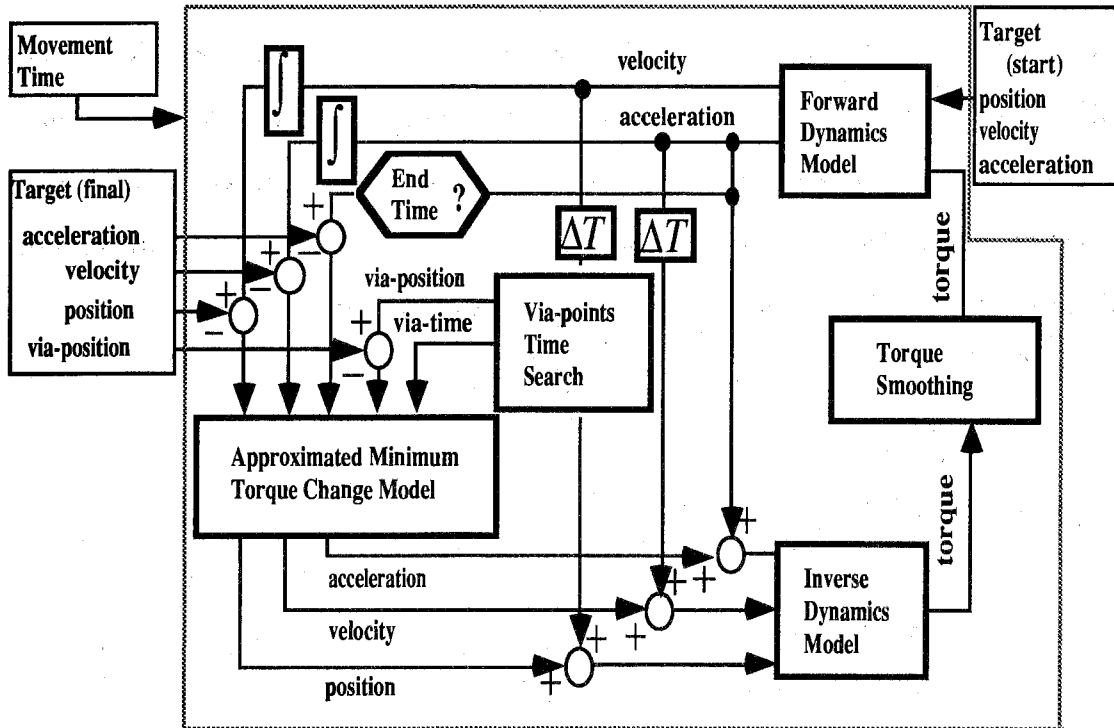 Movement
Time
Target (final)
acceleration
velocity
position
via-position
∫
∫
velocity
acceleration
End
Time ?
Forward
Dynamics
Model
Target
(start)
position
velocity
acceleration
+
−
+
−
+
−
ΔT
ΔT
via-position
via-time
+
−
Via-points
Time
Search
torque
Torque
Smoothing
torque
Approximated Minimum
Torque Change Model
acceleration
velocity
position
+
+
+
+
+
+
Inverse
Dynamics
Model